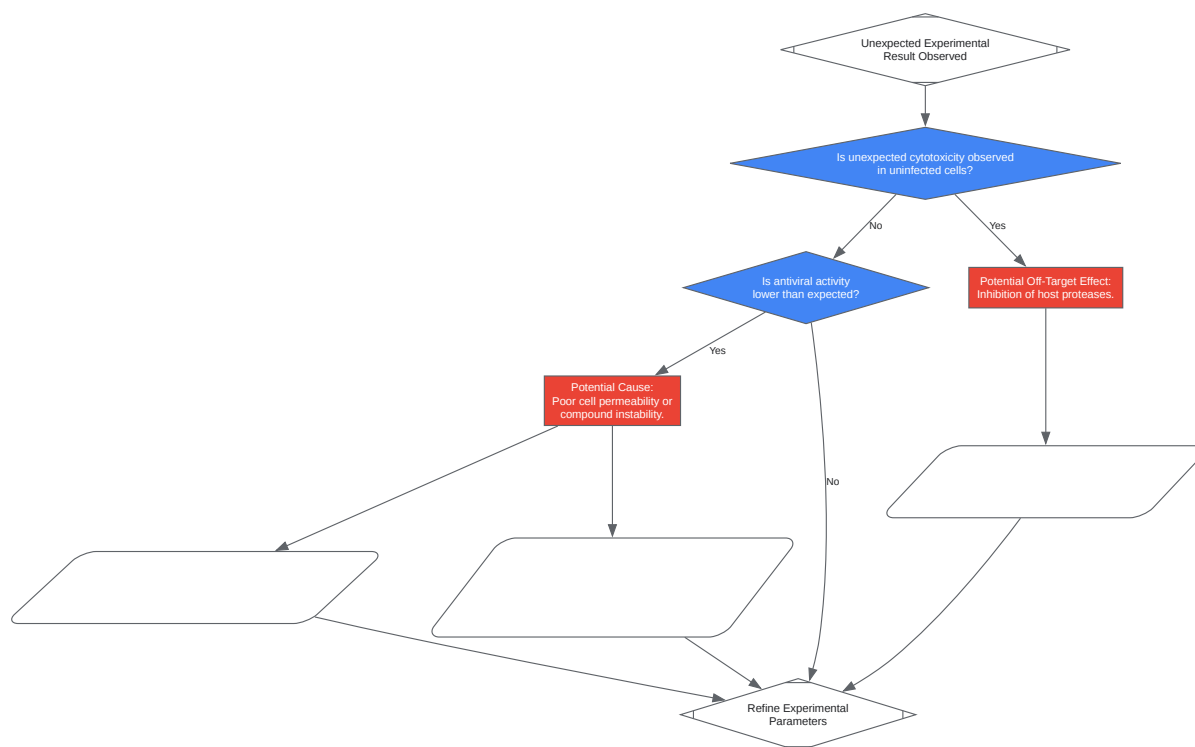 Unexpected Experimental
Result Observed
Is unexpected cytotoxicity observed
in uninfected cells?
No
Yes
Is antiviral activity
lower than expected?
Potential Off-Target Effect:
Inhibition of host proteases.
Yes
Potential Cause:
Poor cell permeability or
compound instability.
No
Refine Experimental
Parameters